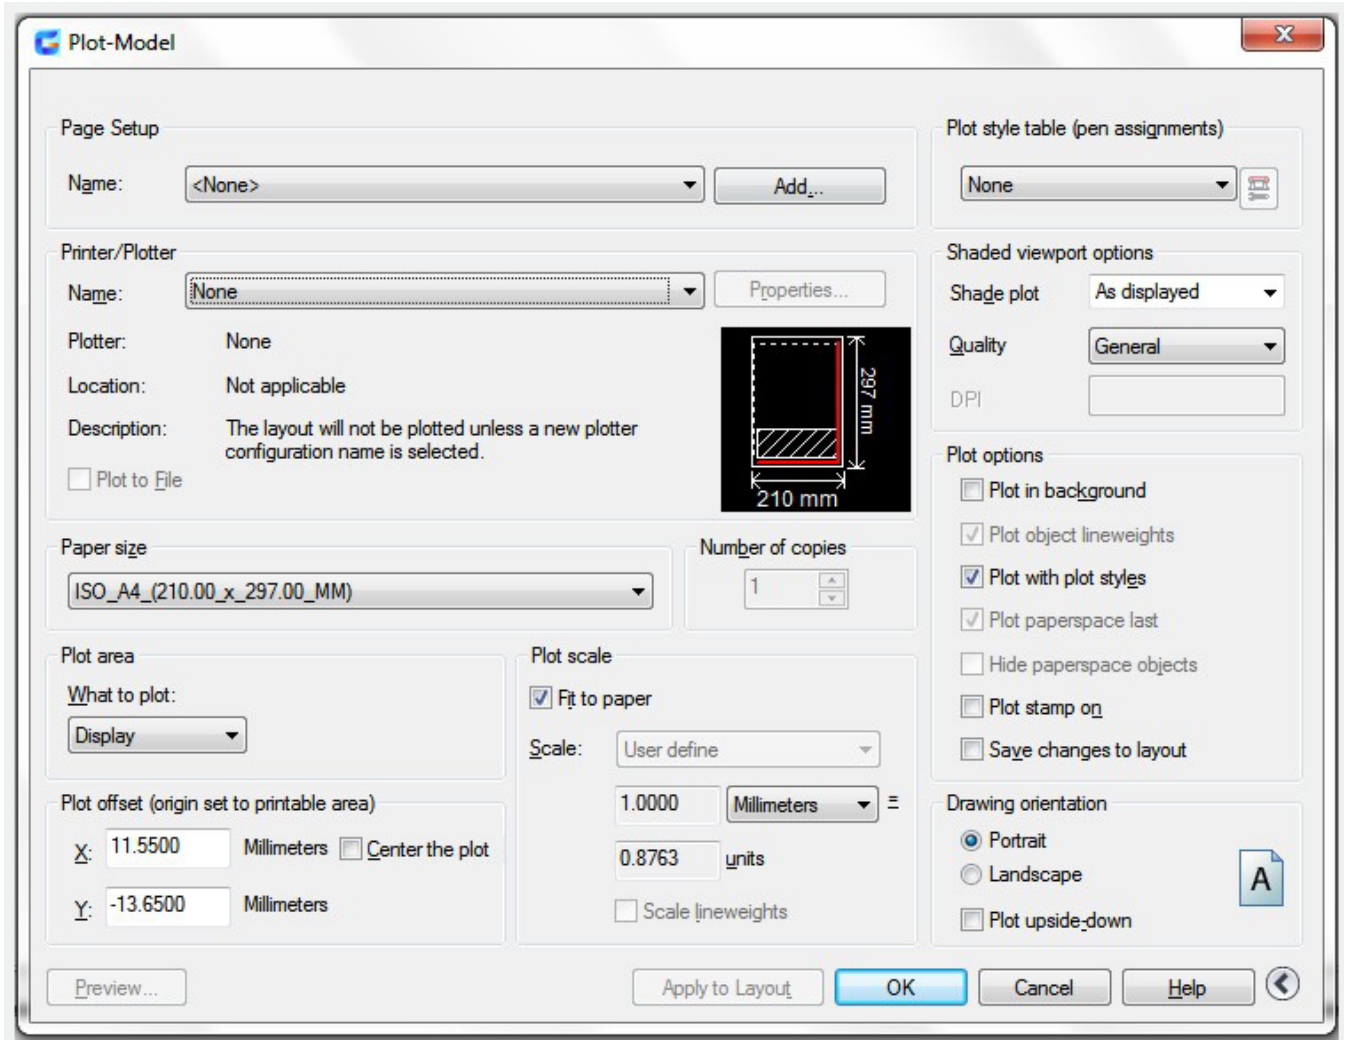 Plot-Model
Page Setup
Name:
<None>
Add...
Plot style table (pen assignments)
None
Printer/Plotter
Name:
None
Properties...
Plotter:
None
Location:
Not applicable
Description:
The layout will not be plotted unless a new plotter
configuration name is selected.
Plot to File
297 mm
210 mm
Shaded viewport options
Shade plot
As displayed
Quality
General
DPI
Paper size
ISO_A4_(210.00_x_297.00_MM)
Number of copies
1
Plot options
Plot in background
Plot object lineweights
Plot with plot styles
Plot paperspace last
Hide paperspace objects
Plot stamp on
Save changes to layout
Plot area
What to plot:
Display
Plot scale
Fit to paper
Scale:
User define
1.0000
Millimeters
=
0.8763
units
Scale lineweights
Plot offset (origin set to printable area)
X:
11.5500
Millimeters
Center the plot
Y:
-13.6500
Millimeters
Drawing orientation
Portrait
Landscape
Plot upside-down
A
Preview...
Apply to Layout
OK
Cancel
Help